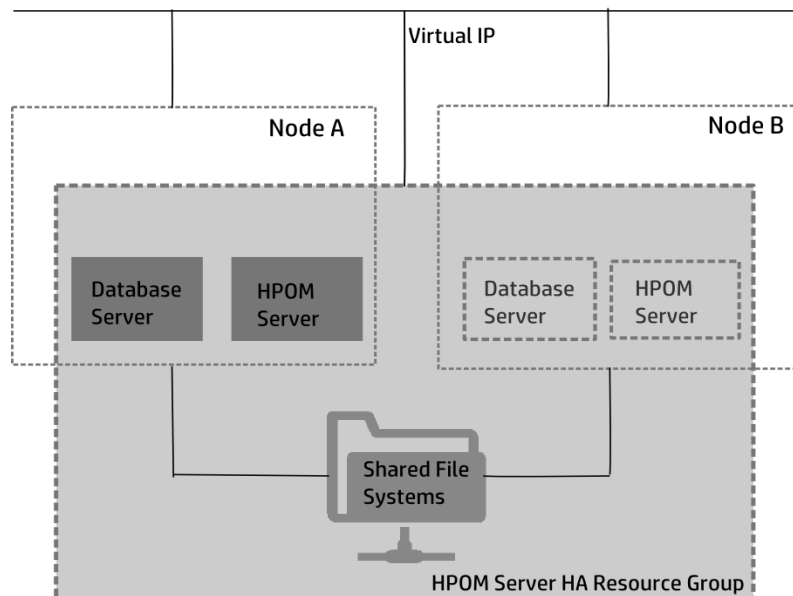 Virtual IP
Node A
Node B
Database
Server
HPOM
Server
Database
Server
HPOM
Server
Shared File
Systems
HPOM Server HA Resource Group